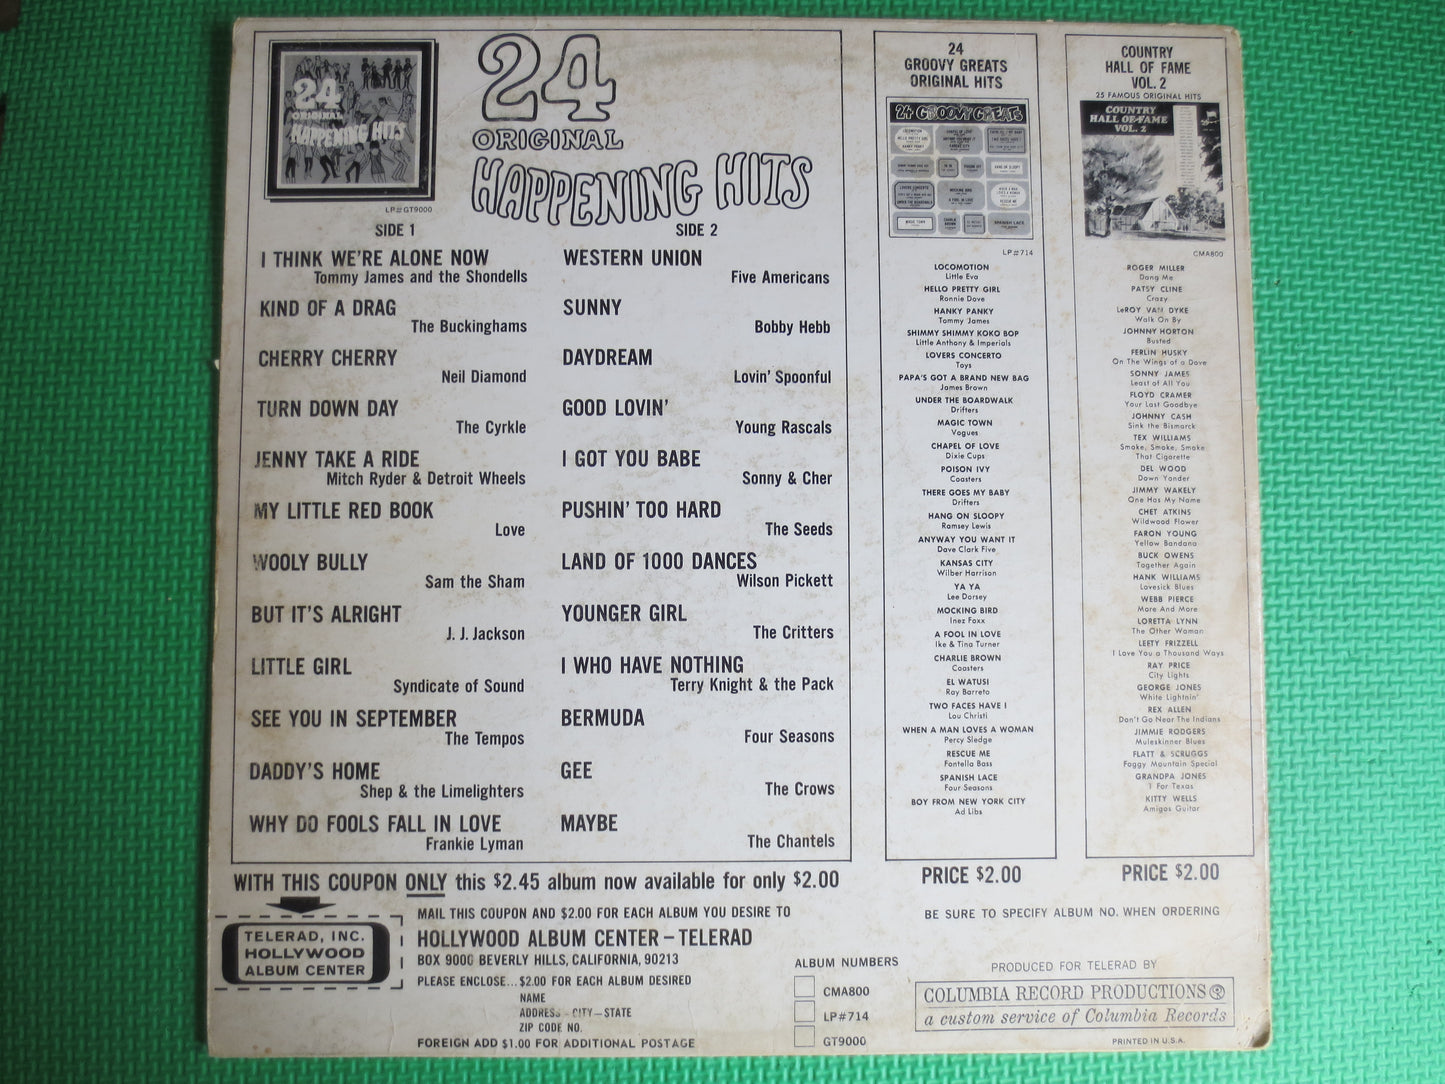 24
ORIGINAL
HAPPENING HITS
24
ORIGINAL
HAPPENING HITS
LP#GT9000
SIDE 1
I THINK WE'RE ALONE NOW
Tommy James and the Shondells
KIND OF A DRAG
The Buckinghams
CHERRY CHERRY
Neil Diamond
TURN DOWN DAY
The Cyrkle
JENNY TAKE A RIDE
Mitch Ryder & Detroit Wheels
MY LITTLE RED BOOK
Love
WOOLY BULLY
Sam the Sham
BUT IT'S ALRIGHT
J. J. Jackson
LITTLE GIRL
Syndicate of Sound
SEE YOU IN SEPTEMBER
The Tempos
DADDY'S HOME
Shep & the Limelighters
WHY DO FOOLS FALL IN LOVE
Frankie Lyman
SIDE 2
WESTERN UNION
Five Americans
SUNNY
Bobby Hebb
DAYDREAM
Lovin' Spoonful
GOOD LOVIN'
Young Rascals
I GOT YOU BABE
Sonny & Cher
PUSHIN' TOO HARD
The Seeds
LAND OF 1000 DANCES
Wilson Pickett
YOUNGER GIRL
The Critters
I WHO HAVE NOTHING
Terry Knight & the Pack
BERMUDA
Four Seasons
GEE
The Crows
MAYBE
The Chantels
24
GROOVY GREATS
ORIGINAL HITS
24 GROOVY GREATS
LP#714
LOCOMOTION
Little Eva
HELLO PRETTY GIRL
Ronnie Dove
HANKY PANKY
Tommy James
SHIMMY SHIMMY KOKO BOP
Little Anthony & Imperials
LOVERS CONCERTO
Toys
PAPA'S GOT A BRAND NEW BAG
James Brown
UNDER THE BOARDWALK
Drifters
MAGIC TOWN
Vogues
CHAPEL OF LOVE
Dixie Cups
POISON IVY
Coasters
THERE GOES MY BABY
Drifters
HANG ON SLOOPY
Ramsey Lewis
ANYWAY YOU WANT IT
Dave Clark Five
KANSAS CITY
Wilber Harrison
YA YA
Lee Dorsey
MOCKING BIRD
Inez Foxx
A FOOL IN LOVE
Ike & Tina Turner
CHARLIE BROWN
Coasters
EL WATUSI
Ray Barreto
TWO FACES HAVE I
Lou Christi
WHEN A MAN LOVES A WOMAN
Percy Sledge
RESCUE ME
Fontella Bass
SPANISH LACE
Four Seasons
BOY FROM NEW YORK CITY
Ad Libs
PRICE $2.00
COUNTRY
HALL OF FAME
VOL. 2
25 FAMOUS ORIGINAL HITS
COUNTRY
HALL OF FAME
VOL. 2
CMA800
ROGER MILLER
Dang Me
PATSY CLINE
Crazy
LeROY VAN DYKE
Walk On By
JOHNNY HORTON
Busted
FERLIN HUSKY
On The Wings of a Dove
SONNY JAMES
Least of All You
FLOYD CRAMER
Your Last Goodbye
JOHNNY CASH
Sink the Bismarck
TEX WILLIAMS
Smoke, Smoke, Smoke
That Cigarette
DEL WOOD
Down Yonder
JIMMY WAKELY
One Has My Name
CHET ATKINS
Wildwood Flower
FARON YOUNG
Yellow Bandana
BUCK OWENS
Together Again
HANK WILLIAMS
Lovesick Blues
WEBB PIERCE
More And More
LORETTA LYNN
The Other Woman
LEFTY FRIZZELL
I Love You a Thousand Ways
RAY PRICE
City Lights
GEORGE JONES
White Lightnin'
REX ALLEN
Don't Go Near The Indians
JIMMIE RODGERS
Muleskinner Blues
FLATT & SCRUGGS
Foggy Mountain Special
GRANDPA JONES
'T For Texas
KITTY WELLS
Amigos Guitar
PRICE $2.00
WITH THIS COUPON ONLY this $2.45 album now available for only $2.00
TELERAD, INC.
HOLLYWOOD
ALBUM CENTER
MAIL THIS COUPON AND $2.00 FOR EACH ALBUM YOU DESIRE TO
HOLLYWOOD ALBUM CENTER – TELERAD
BOX 9000 BEVERLY HILLS, CALIFORNIA, 90213
PLEASE ENCLOSE... $2.00 FOR EACH ALBUM DESIRED
NAME
ADDRESS – CITY – STATE
ZIP CODE NO.
FOREIGN ADD $1.00 FOR ADDITIONAL POSTAGE
ALBUM NUMBERS
CMA800
LP#714
GT9000
BE SURE TO SPECIFY ALBUM NO. WHEN ORDERING
PRODUCED FOR TELERAD BY
COLUMBIA RECORD PRODUCTIONS
a custom service of Columbia Records
PRINTED IN U.S.A.